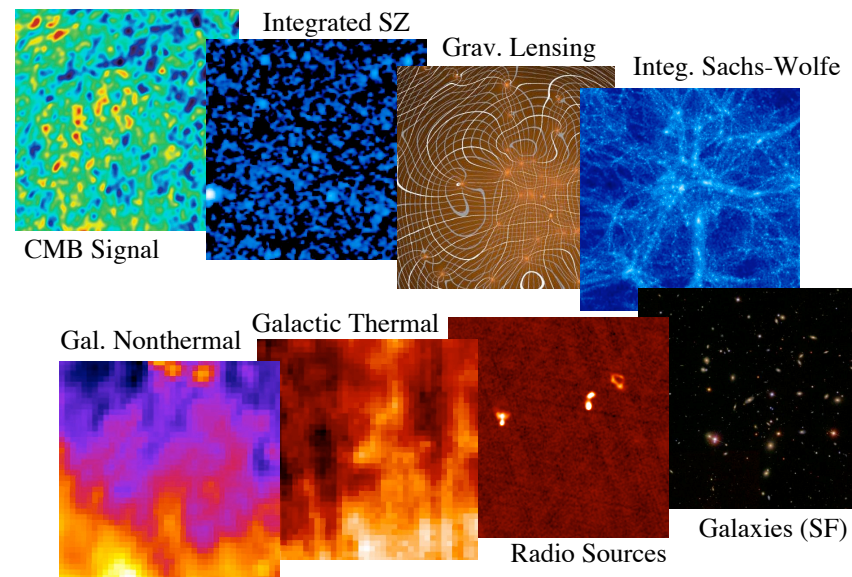 Integrated SZ
Grav. Lensing
Integ. Sachs-Wolfe
CMB Signal
Gal. Nonthermal
Galactic Thermal
Radio Sources
Galaxies (SF)